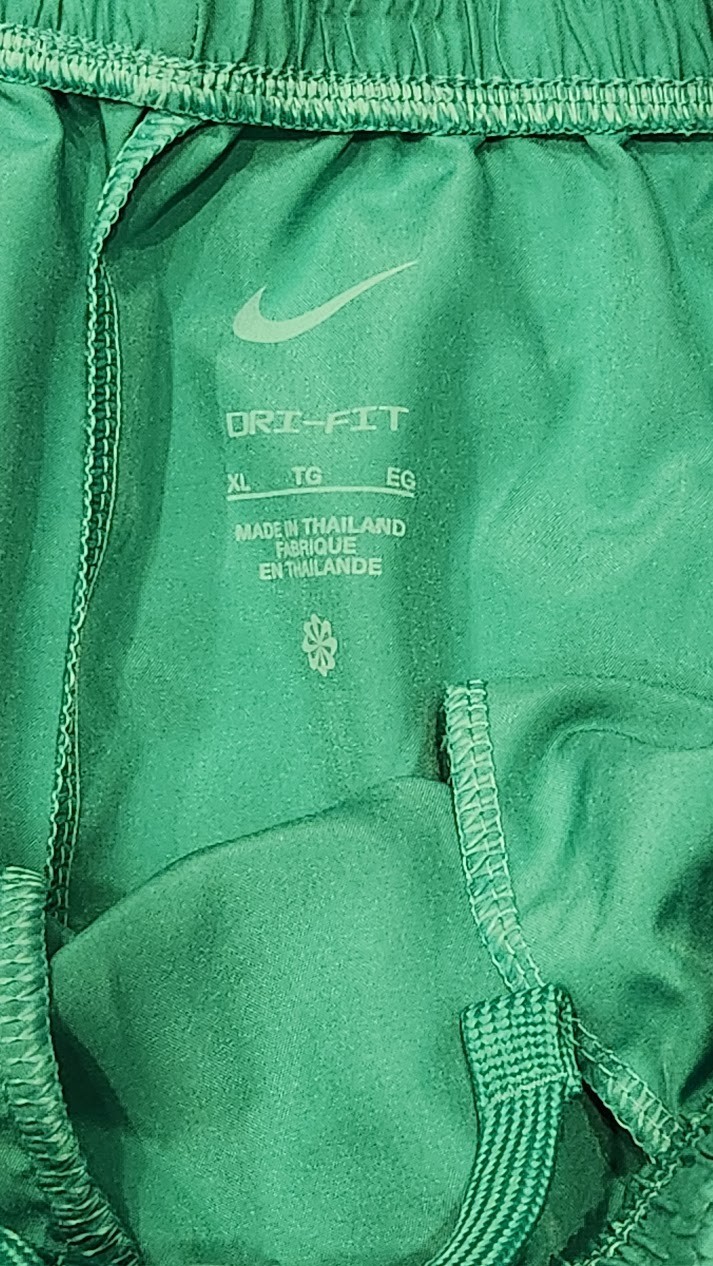 DRI-FIT
XL TG EG
MADE IN THAILAND
FABRIQUE
EN THAILANDE